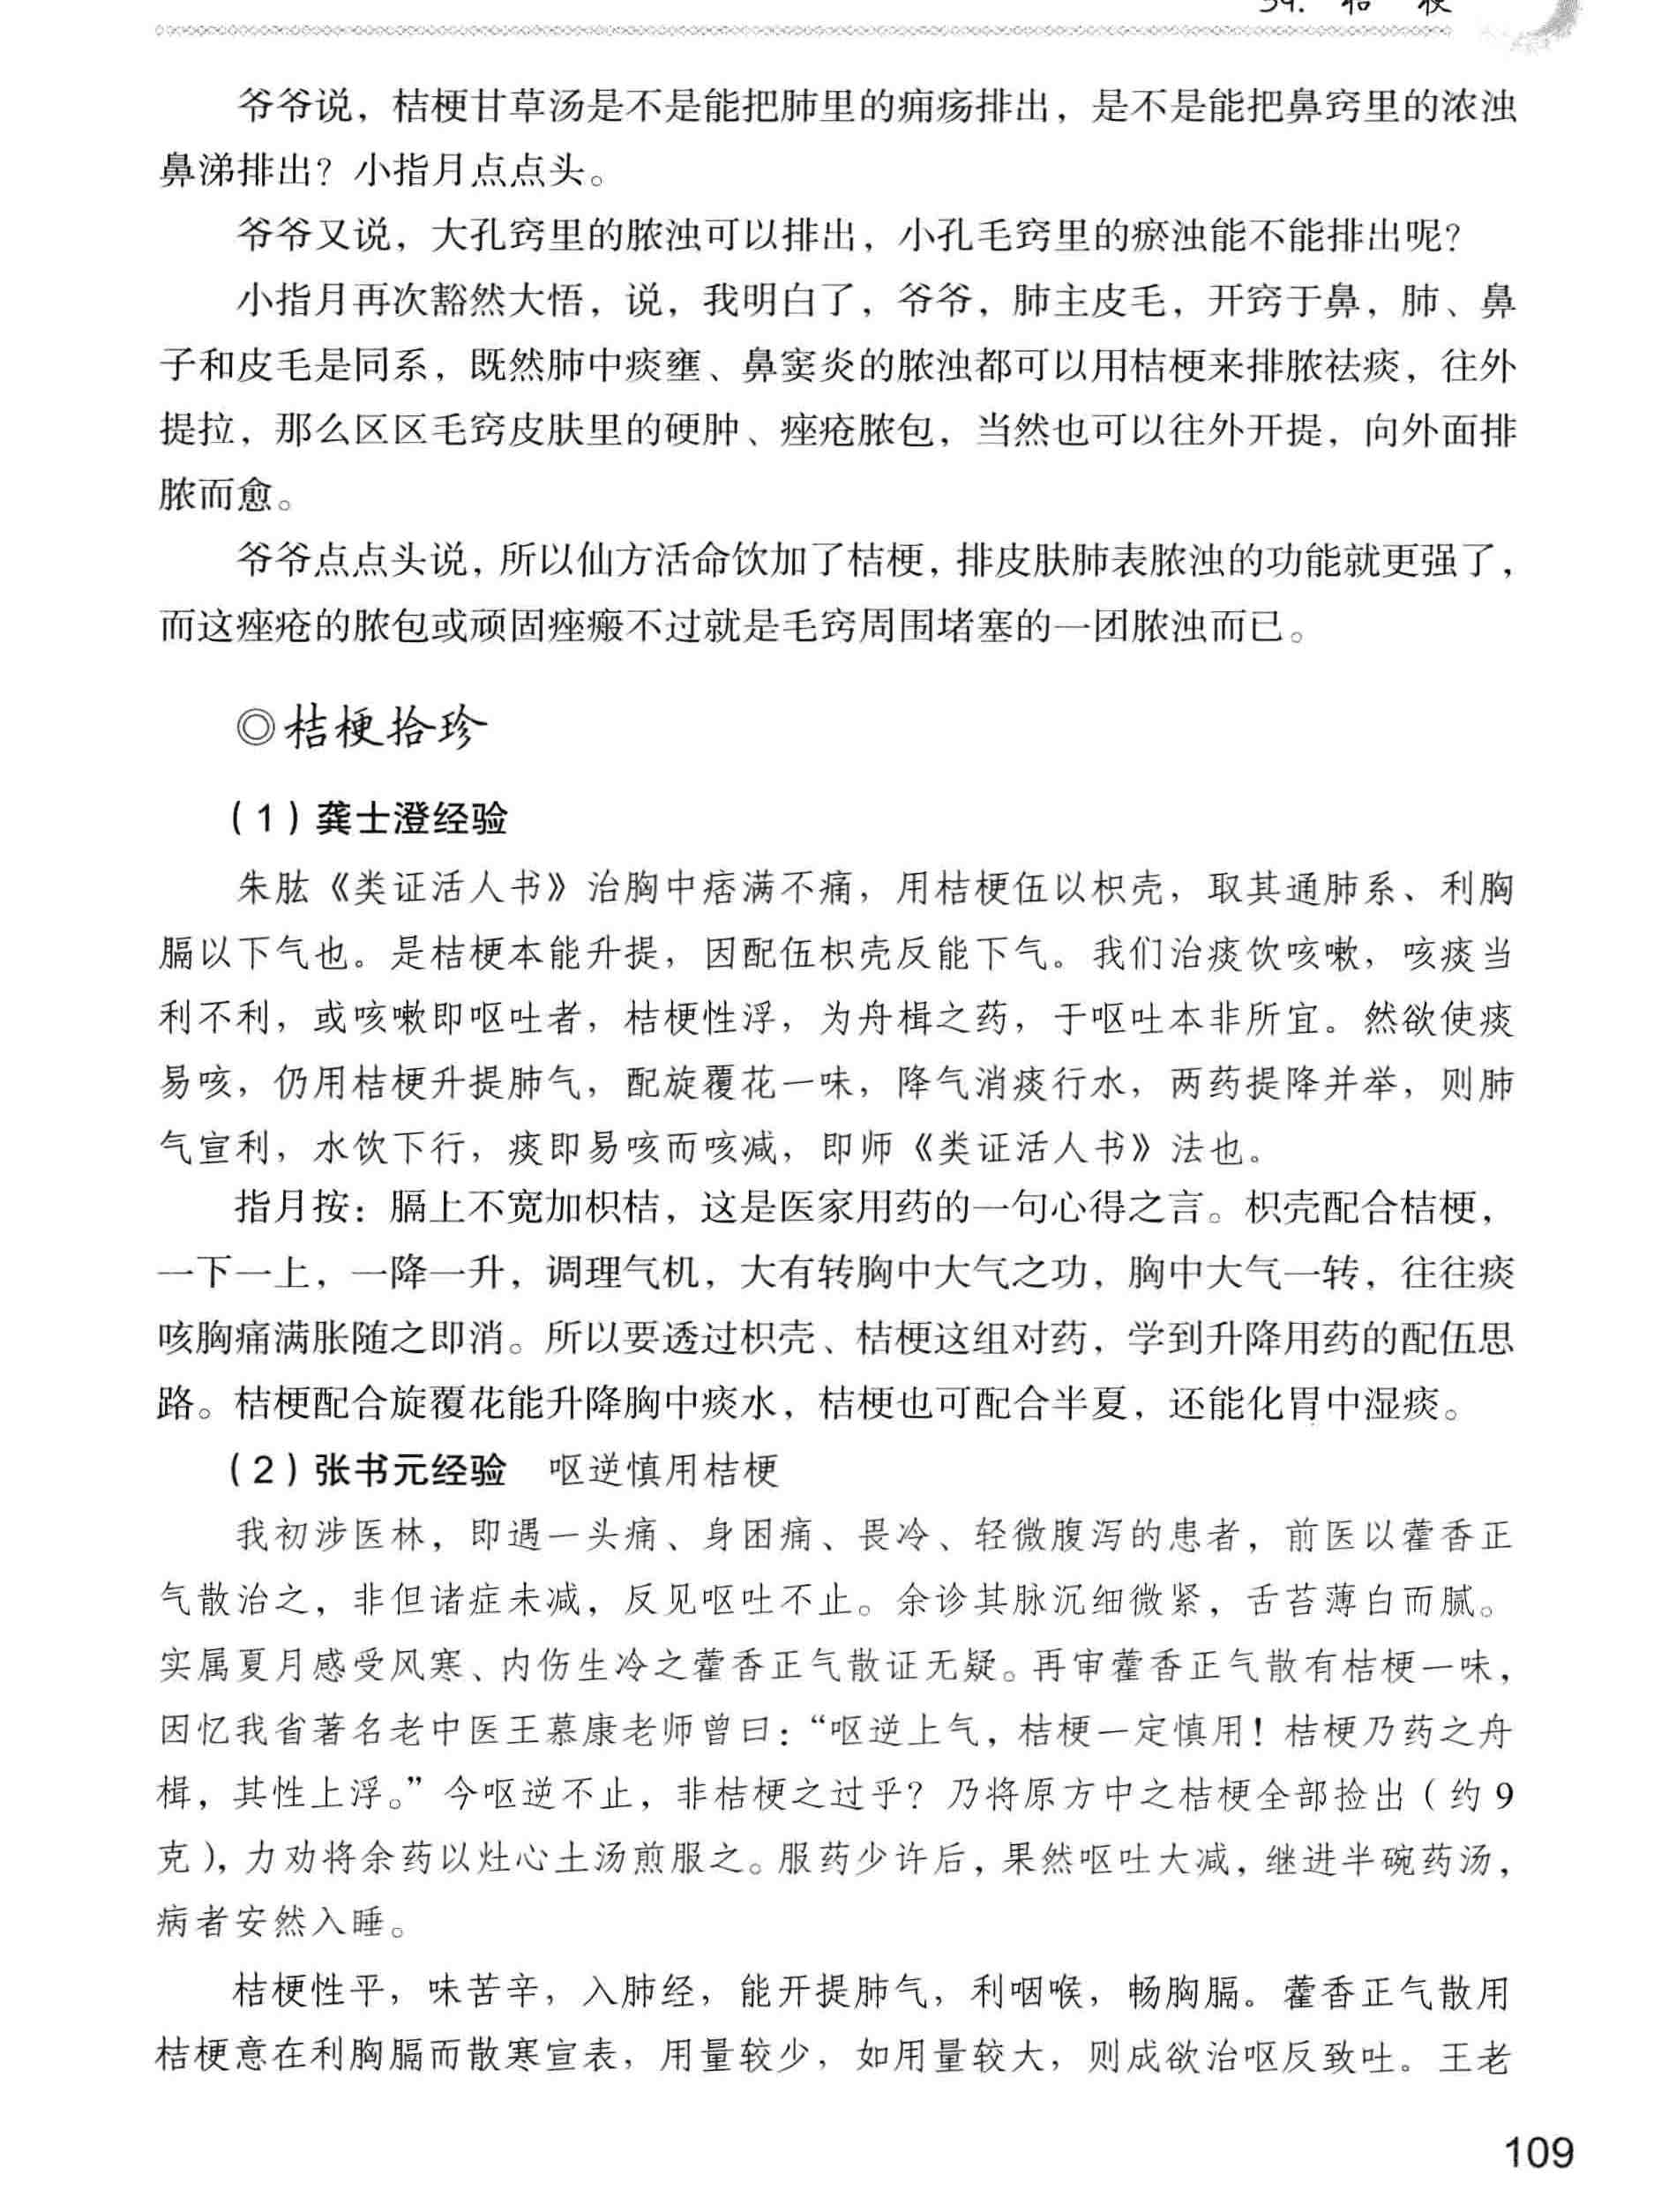 39. 桔 梗
爷爷说，桔梗甘草汤是不是能把肺里的痈疡排出，是不是能把鼻窍里的浓浊
鼻涕排出？小指月点点头。
爷爷又说，大孔窍里的脓浊可以排出，小孔毛窍里的瘀浊能不能排出呢？
小指月再次豁然大悟，说，我明白了，爷爷，肺主皮毛，开窍于鼻，肺、鼻
子和皮毛是同系，既然肺中痰壅、鼻窦炎的脓浊都可以用桔梗来排脓祛痰，往外
提拉，那么区区毛窍皮肤里的硬肿、痤疮脓包，当然也可以往外开提，向外面排
脓而愈。
爷爷点点头说，所以仙方活命饮加了桔梗，排皮肤肺表脓浊的功能就更强了，
而这痤疮的脓包或顽固痤瘢不过就是毛窍周围堵塞的一团脓浊而已。
◎桔梗拾珍
（1）龚士澄经验
朱肱《类证活人书》治胸中痞满不痛，用桔梗伍以枳壳，取其通肺系、利胸
膈以下气也。是桔梗本能升提，因配伍枳壳反能下气。我们治痰饮咳嗽，咳痰当
利不利，或咳嗽即呕吐者，桔梗性浮，为舟楫之药，于呕吐本非所宜。然欲使痰
易咳，仍用桔梗升提肺气，配旋覆花一味，降气消痰行水，两药提降并举，则肺
气宣利，水饮下行，痰即易咳而咳减，即师《类证活人书》法也。
指月按：膈上不宽加枳桔，这是医家用药的一句心得之言。枳壳配合桔梗，
一下一上，一降一升，调理气机，大有转胸中大气之功，胸中大气一转，往往痰
咳胸痛满胀随之即消。所以要透过枳壳、桔梗这组对药，学到升降用药的配伍思
路。桔梗配合旋覆花能升降胸中痰水，桔梗也可配合半夏，还能化胃中湿痰。
（2）张书元经验 呕逆慎用桔梗
我初涉医林，即遇一头痛、身困痛、畏冷、轻微腹泻的患者，前医以藿香正
气散治之，非但诸症未减，反见呕吐不止。余诊其脉沉细微紧，舌苔薄白而腻。
实属夏月感受风寒、内伤生冷之藿香正气散证无疑。再审藿香正气散有桔梗一味，
因忆我省著名老中医王慕康老师曾曰：“呕逆上气，桔梗一定慎用！桔梗乃药之舟
楫，其性上浮。”今呕逆不止，非桔梗之过乎？乃将原方中之桔梗全部捡出（约 9
克），力劝将余药以灶心土汤煎服之。服药少许后，果然呕吐大减，继进半碗药汤，
病者安然入睡。
桔梗性平，味苦辛，入肺经，能开提肺气，利咽喉，畅胸膈。藿香正气散用
桔梗意在利胸膈而散寒宣表，用量较少，如用量较大，则成欲治呕反致吐。王老
109